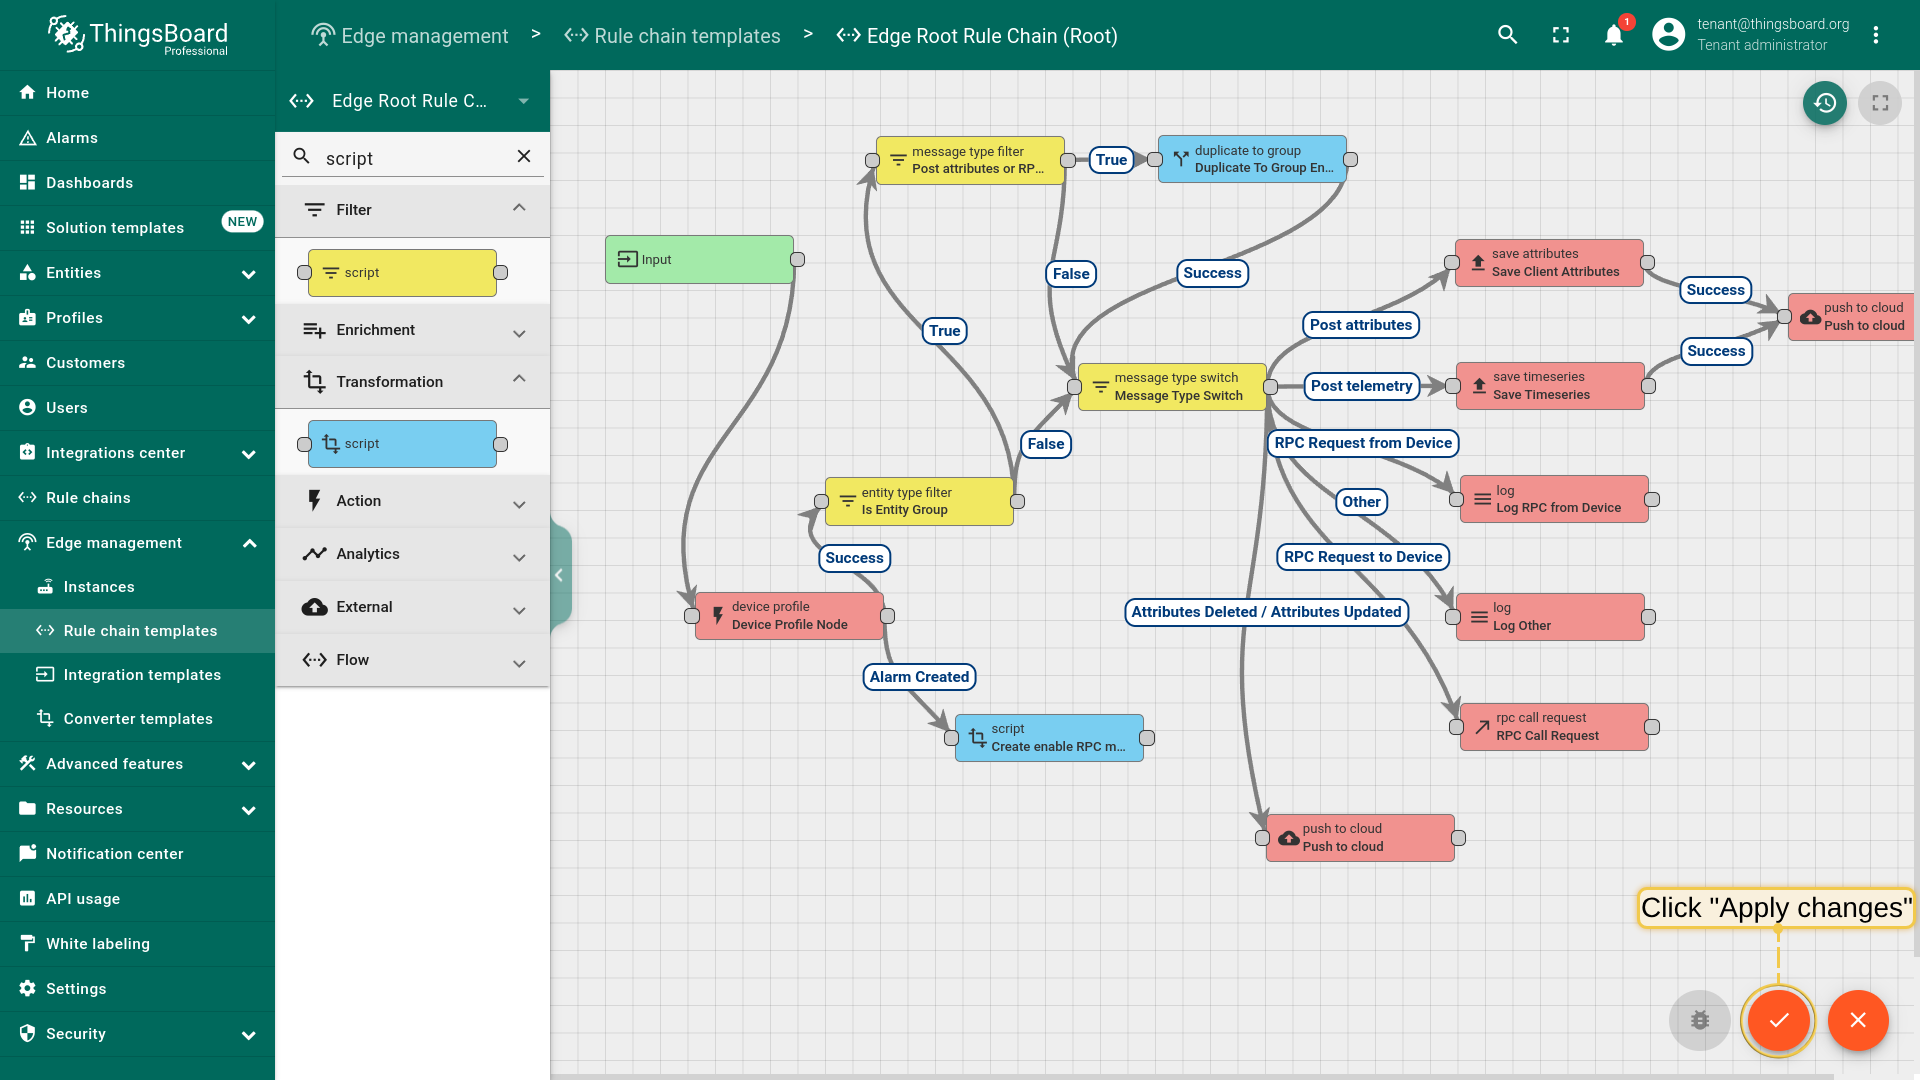 ThingsBoard
Professional
Edge management
>
Rule chain templates
>
Edge Root Rule Chain (Root)
1
tenant@thingsboard.org
Tenant administrator
Home
Alarms
Dashboards
Solution templates
NEW
Entities
Profiles
Customers
Users
Integrations center
Rule chains
Edge management
Instances
Rule chain templates
Integration templates
Converter templates
Advanced features
Resources
Notification center
API usage
White labeling
Settings
Security
Edge Root Rule C...
script
Filter
script
Enrichment
Transformation
script
Action
Analytics
External
Flow
message type filter
Post attributes or RP...
True
duplicate to group
Duplicate To Group En...
Input
False
Success
save attributes
Save Client Attributes
Success
push to cloud
Push to cloud
True
Post attributes
Success
message type switch
Message Type Switch
Post telemetry
save timeseries
Save Timeseries
False
RPC Request from Device
entity type filter
Is Entity Group
Other
log
Log RPC from Device
Success
RPC Request to Device
device profile
Device Profile Node
Attributes Deleted / Attributes Updated
log
Log Other
Alarm Created
script
Create enable RPC m...
rpc call request
RPC Call Request
push to cloud
Push to cloud
Click "Apply changes"